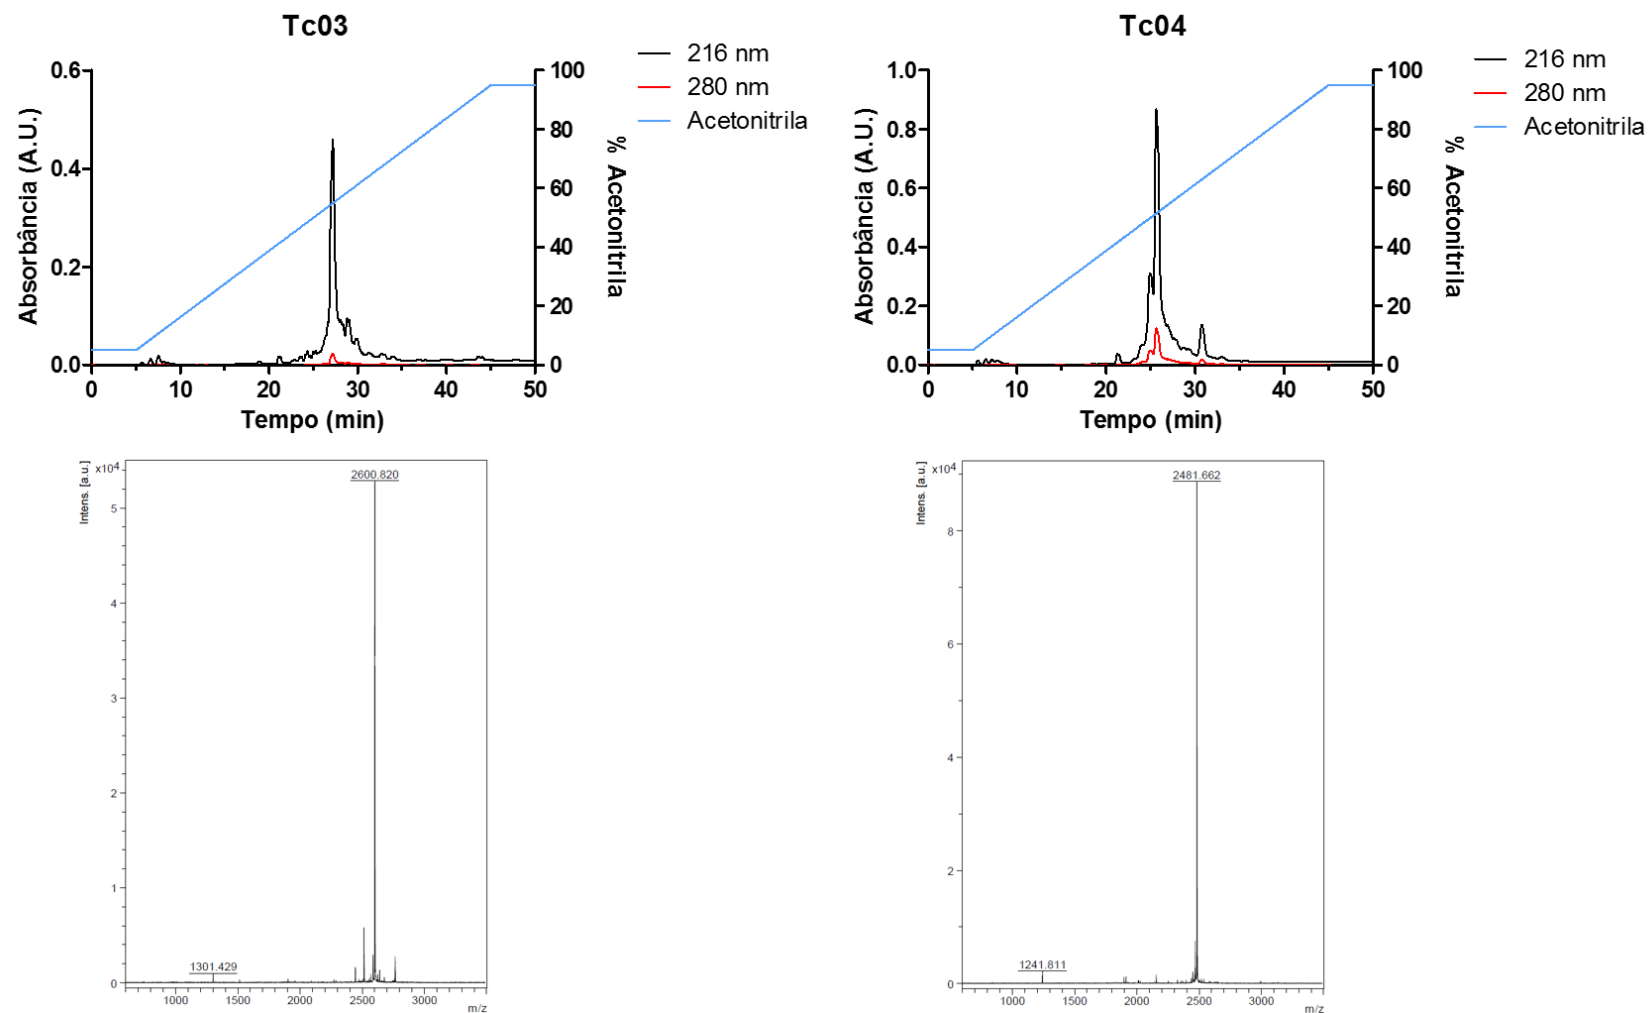 Tc03
216 nm
280 nm
Acetonitrila
Absorbância (A.U.)
0.6
0.4
0.2
0.0
100
80
60
40
20
0
% Acetonitrila
0 10 20 30 40 50
Tempo (min)
Tc04
216 nm
280 nm
Acetonitrila
Absorbância (A.U.)
1.0
0.8
0.6
0.4
0.2
0.0
100
80
60
40
20
0
% Acetonitrila
0 10 20 30 40 50
Tempo (min)
Intens. [a.u.]
x10⁴
2600.820
5
4
3
2
1
0
1301.429
1000 1500 2000 2500 3000
m/z
Intens. [a.u.]
x10⁴
2481.662
8
6
4
2
0
1241.811
1000 1500 2000 2500 3000
m/z